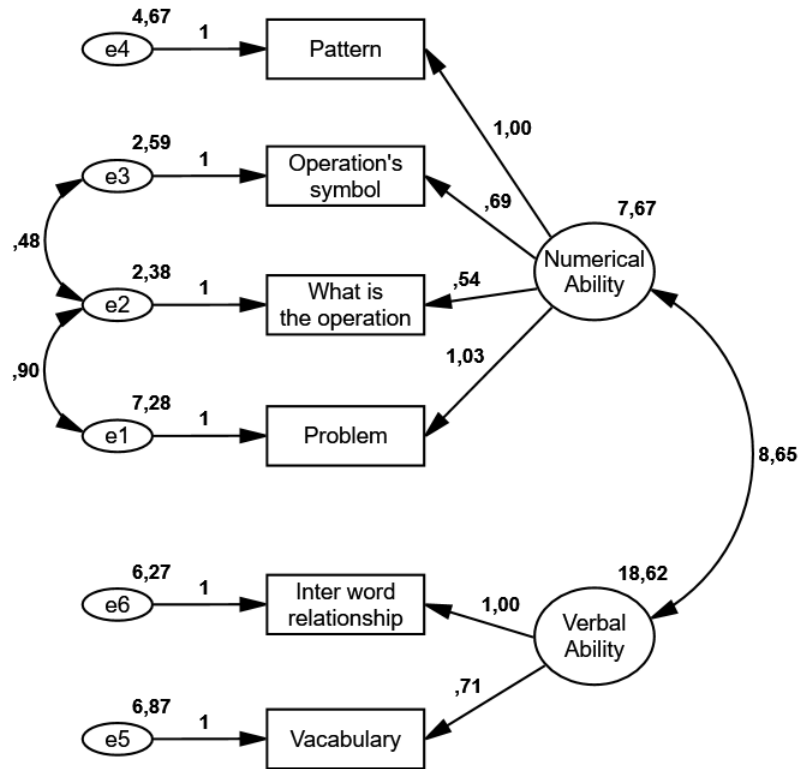 4,67
e4
1
Pattern
1,00
2,59
e3
1
Operation's
symbol
,69
7,67
Numerical
Ability
,48
2,38
e2
1
What is
the operation
,54
,90
7,28
e1
1
Problem
1,03
8,65
6,27
e6
1
Inter word
relationship
1,00
18,62
Verbal
Ability
6,87
e5
1
Vacabulary
,71